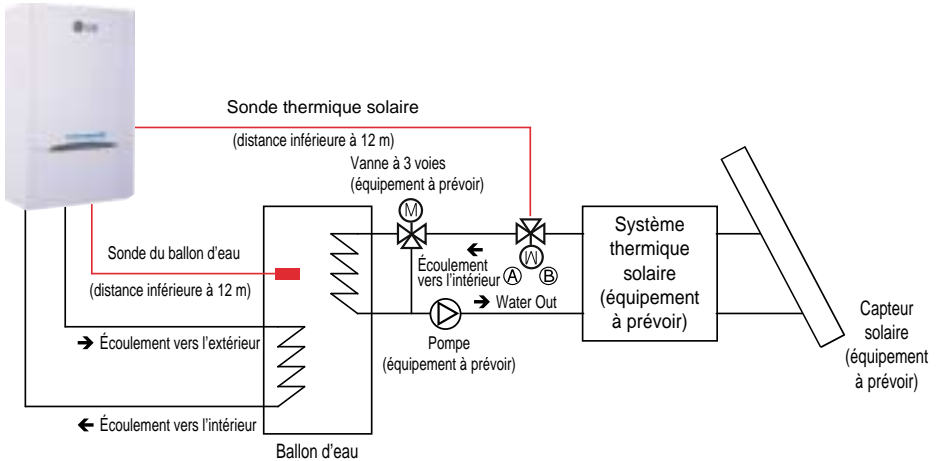 LG
Sonde thermique solaire
(distance inférieure à 12 m)
Vanne à 3 voies
(équipement à prévoir)
M
Sonde du ballon d'eau
(distance inférieure à 12 m)
M
A
B
Écoulement
vers l'intérieur
→ Water Out
Système
thermique
solaire
(équipement
à prévoir)
Capteur
solaire
(équipement
à prévoir)
→ Écoulement vers l'extérieur
Pompe
(équipement à prévoir)
← Écoulement vers l'intérieur
Ballon d'eau